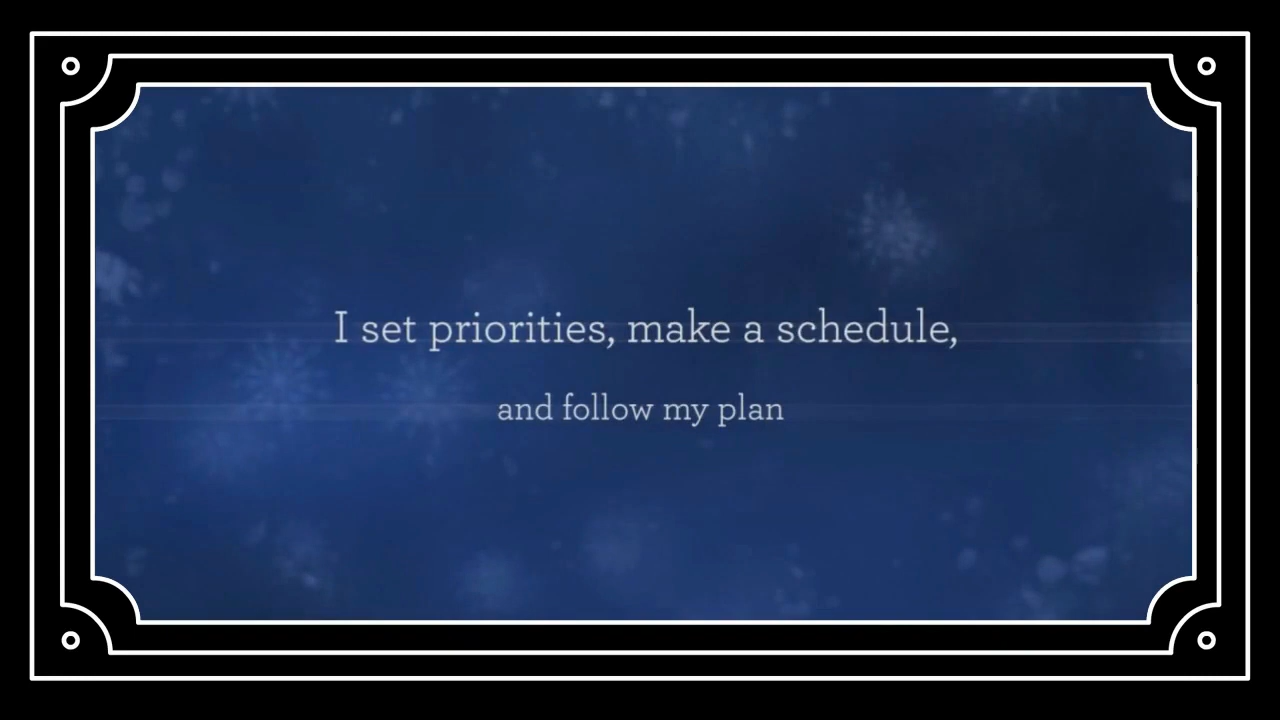 I set priorities, make a schedule,
and follow my plan